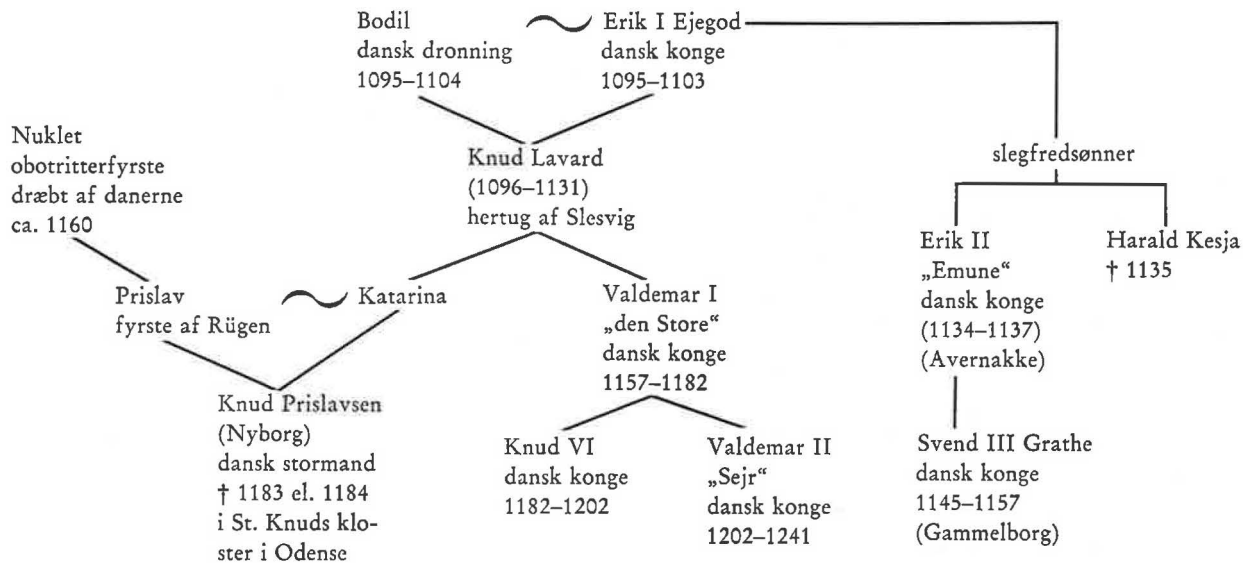 Bodil
dansk dronning
1095–1104
Erik I Ejegod
dansk konge
1095–1103
Nuklet
obotritterfyrste
dræbt af danerne
ca. 1160
Knud Lavard
(1096–1131)
hertug af Slesvig
slegfredsønner
Prislav
fyrste af Rügen
Katarina
Valdemar I
„den Store“
dansk konge
1157–1182
Erik II
„Emune“
dansk konge
(1134–1137)
(Avernakke)
Harald Kesja
† 1135
Knud Prislavsen
(Nyborg)
dansk stormand
† 1183 el. 1184
i St. Knuds klo-
ster i Odense
Knud VI
dansk konge
1182–1202
Valdemar II
„Sejr“
dansk konge
1202–1241
Svend III Grathe
dansk konge
1145–1157
(Gammelborg)